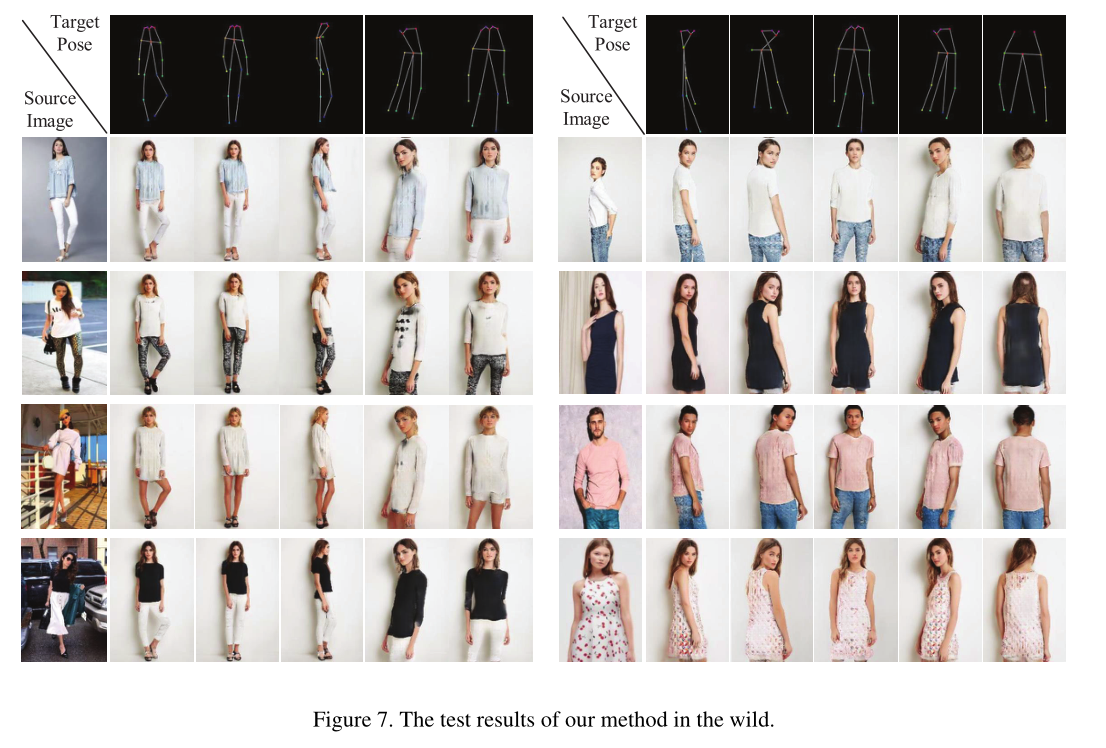 Target
Pose
Source
Image
Target
Pose
Source
Image
Figure 7. The test results of our method in the wild.